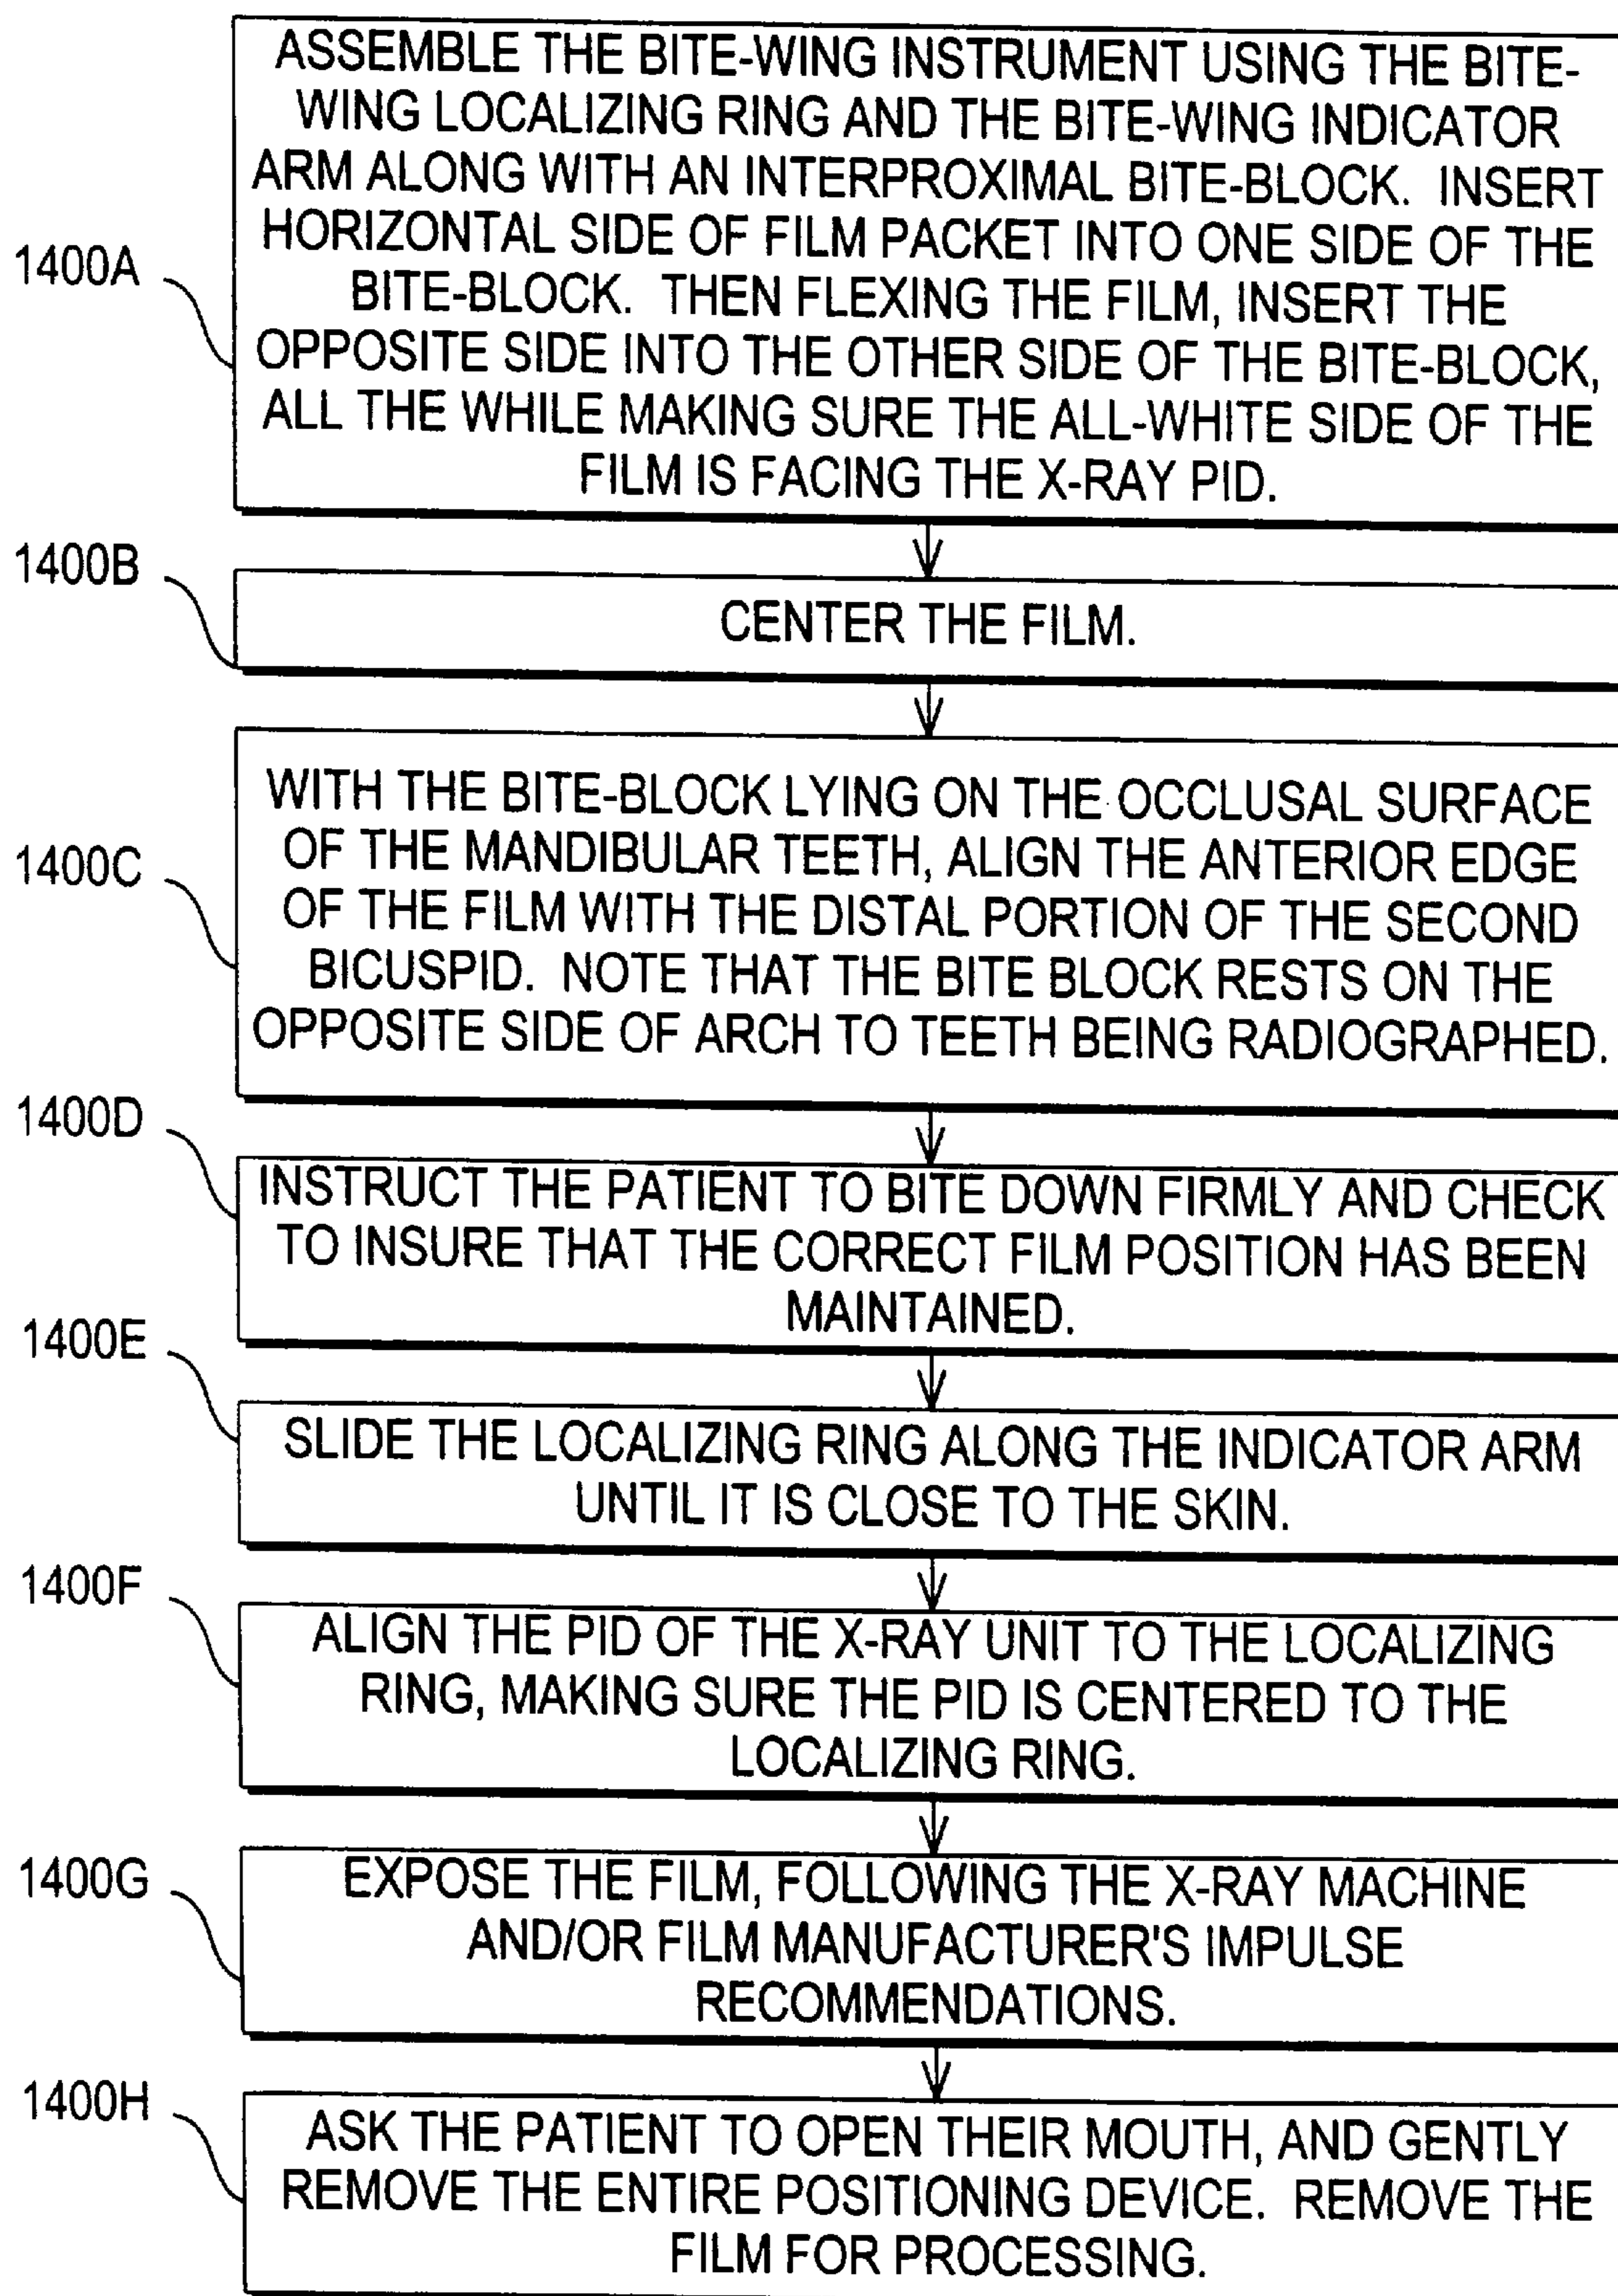 ASSEMBLE THE BITE-WING INSTRUMENT USING THE BITE-
WING LOCALIZING RING AND THE BITE-WING INDICATOR
ARM ALONG WITH AN INTERPROXIMAL BITE-BLOCK. INSERT
HORIZONTAL SIDE OF FILM PACKET INTO ONE SIDE OF THE
BITE-BLOCK. THEN FLEXING THE FILM, INSERT THE
OPPOSITE SIDE INTO THE OTHER SIDE OF THE BITE-BLOCK,
ALL THE WHILE MAKING SURE THE ALL-WHITE SIDE OF THE
FILM IS FACING THE X-RAY PID.
1400A
1400B
CENTER THE FILM.
WITH THE BITE-BLOCK LYING ON THE OCCLUSAL SURFACE
OF THE MANDIBULAR TEETH, ALIGN THE ANTERIOR EDGE
OF THE FILM WITH THE DISTAL PORTION OF THE SECOND
BICUSPID. NOTE THAT THE BITE BLOCK RESTS ON THE
OPPOSITE SIDE OF ARCH TO TEETH BEING RADIOGRAPHED.
1400C
1400D
INSTRUCT THE PATIENT TO BITE DOWN FIRMLY AND CHECK
TO INSURE THAT THE CORRECT FILM POSITION HAS BEEN
MAINTAINED.
1400E
SLIDE THE LOCALIZING RING ALONG THE INDICATOR ARM
UNTIL IT IS CLOSE TO THE SKIN.
1400F
ALIGN THE PID OF THE X-RAY UNIT TO THE LOCALIZING
RING, MAKING SURE THE PID IS CENTERED TO THE
LOCALIZING RING.
1400G
EXPOSE THE FILM, FOLLOWING THE X-RAY MACHINE
AND/OR FILM MANUFACTURER'S IMPULSE
RECOMMENDATIONS.
1400H
ASK THE PATIENT TO OPEN THEIR MOUTH, AND GENTLY
REMOVE THE ENTIRE POSITIONING DEVICE. REMOVE THE
FILM FOR PROCESSING.